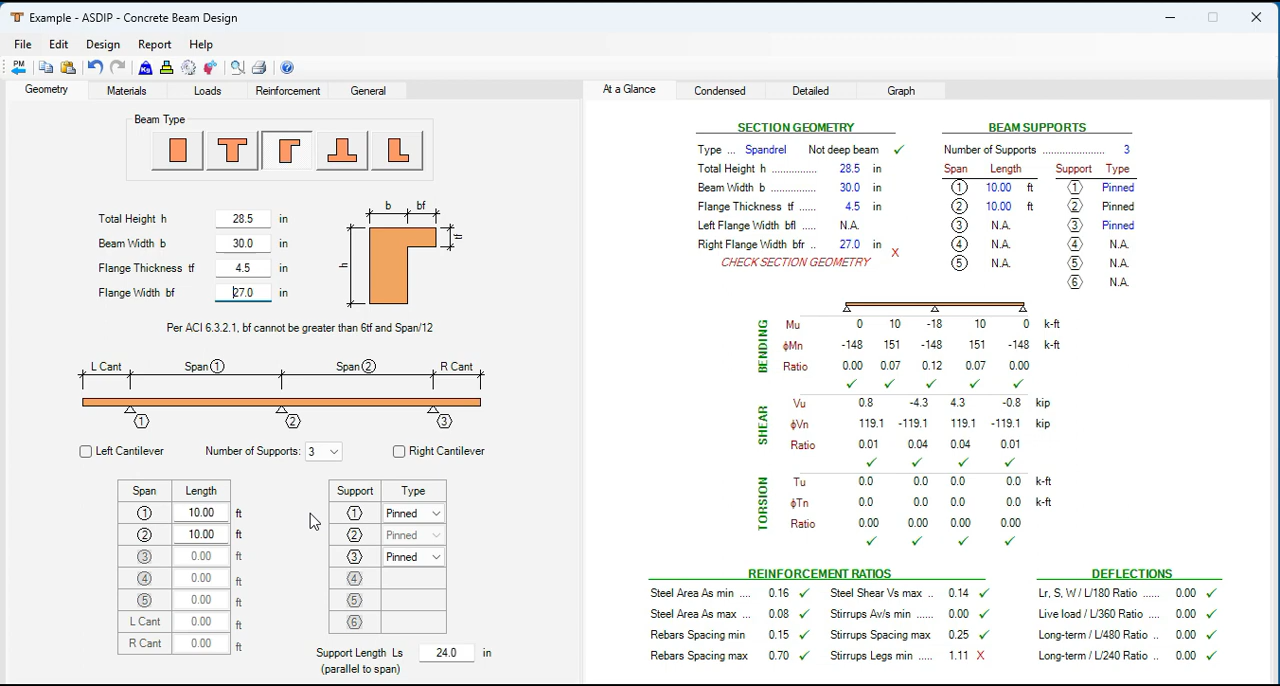 Example - ASDIP - Concrete Beam Design
File Edit Design Report Help
PM Kg
Geometry Materials Loads Reinforcement General
Beam Type
Total Height h 28.5 in
Beam Width b 30.0 in
Flange Thickness tf 4.5 in
Flange Width bf 27.0 in
b bf
h tf
Per ACI 6.3.2.1, bf cannot be greater than 6tf and Span/12
L Cant Span 1 Span 2 R Cant
1 2 3
Left Cantilever Number of Supports: 3 Right Cantilever
Span Length
1 10.00 ft
2 10.00 ft
3 0.00 ft
4 0.00 ft
5 0.00 ft
L Cant 0.00 ft
R Cant 0.00 ft
Support Type
1 Pinned
2 Pinned
3 Pinned
4
5
6
Support Length Ls 24.0 in
(parallel to span)
At a Glance Condensed Detailed Graph
SECTION GEOMETRY
Type ... Spandrel Not deep beam ✓
Total Height h ............... 28.5 in
Beam Width b ............... 30.0 in
Flange Thickness tf ...... 4.5 in
Left Flange Width bfl ..... N.A.
Right Flange Width bfr .. 27.0 in X
CHECK SECTION GEOMETRY
BEAM SUPPORTS
Number of Supports ..................... 3
Span Length Support Type
1 10.00 ft 1 Pinned
2 10.00 ft 2 Pinned
3 N.A. 3 Pinned
4 N.A. 4 N.A.
5 N.A. 5 N.A.
6 N.A.
BENDING
Mu 0 10 -18 10 0 k-ft
ϕMn -148 151 -148 151 -148 k-ft
Ratio 0.00 0.07 0.12 0.07 0.00
✓ ✓ ✓ ✓ ✓
SHEAR
Vu 0.8 -4.3 4.3 -0.8 kip
ϕVn 119.1 -119.1 119.1 -119.1 kip
Ratio 0.01 0.04 0.04 0.01
✓ ✓ ✓ ✓
TORSION
Tu 0.0 0.0 0.0 0.0 k-ft
ϕTn 0.0 0.0 0.0 0.0 k-ft
Ratio 0.00 0.00 0.00 0.00
✓ ✓ ✓ ✓
REINFORCEMENT RATIOS
Steel Area As min .... 0.16 ✓ Steel Shear Vs max .. 0.14 ✓
Steel Area As max ... 0.08 ✓ Stirrups Av/s min ...... 0.00 ✓
Rebars Spacing min 0.15 ✓ Stirrups Spacing max 0.25 ✓
Rebars Spacing max 0.70 ✓ Stirrups Legs min ..... 1.11 X
DEFLECTIONS
Lr, S, W / L/180 Ratio ...... 0.00 ✓
Live load / L/360 Ratio .... 0.00 ✓
Long-term / L/480 Ratio .. 0.00 ✓
Long-term / L/240 Ratio .. 0.00 ✓